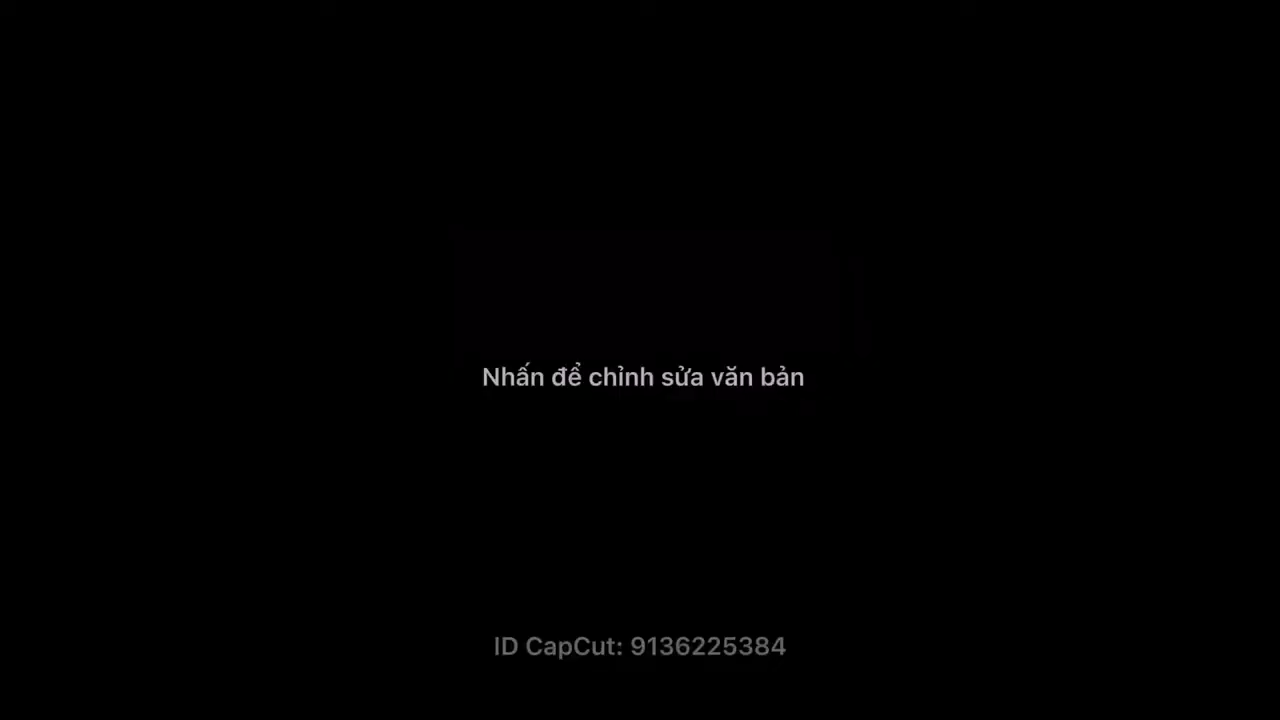 Nhấn để chỉnh sửa văn bản
ID CapCut: 9136225384